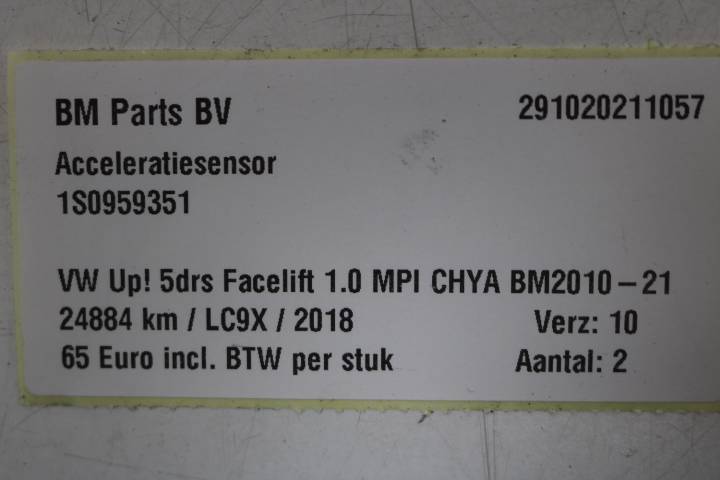 BM Parts BV 291020211057
Acceleratiesensor
1S0959351
VW Up! 5drs Facelift 1.0 MPI CHYA BM2010-21
24884 km / LC9X / 2018 Verz: 10
65 Euro incl. BTW per stuk Aantal: 2